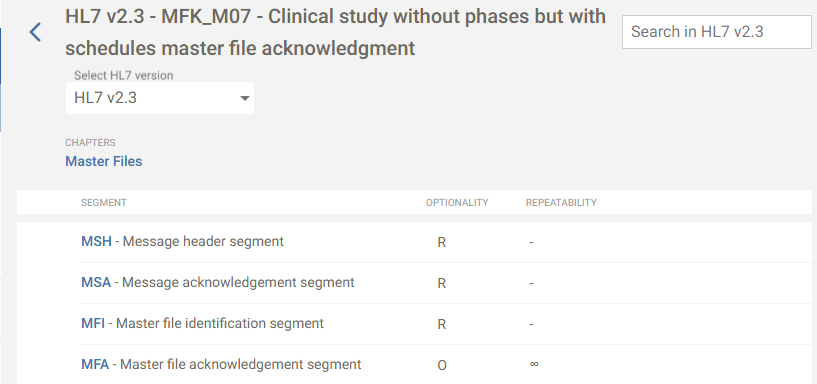 HL7 v2.3 - MFK_M07 - Clinical study without phases but with
schedules master file acknowledgment
Search in HL7 v2.3
Select HL7 version
HL7 v2.3
CHAPTERS
Master Files
SEGMENT OPTIONALITY REPEATABILITY
MSH - Message header segment R -
MSA - Message acknowledgement segment R -
MFI - Master file identification segment R -
MFA - Master file acknowledgement segment O ∞